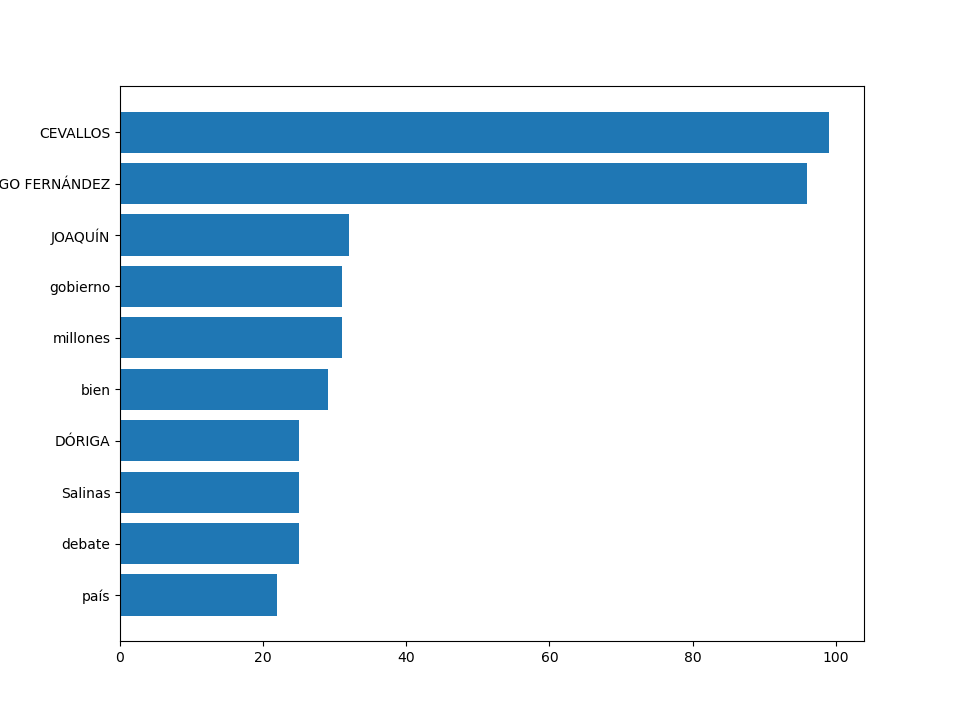 CEVALLOS
GO FERNÁNDEZ
JOAQUÍN
gobierno
millones
bien
DÓRIGA
Salinas
debate
país
0 20 40 60 80 100